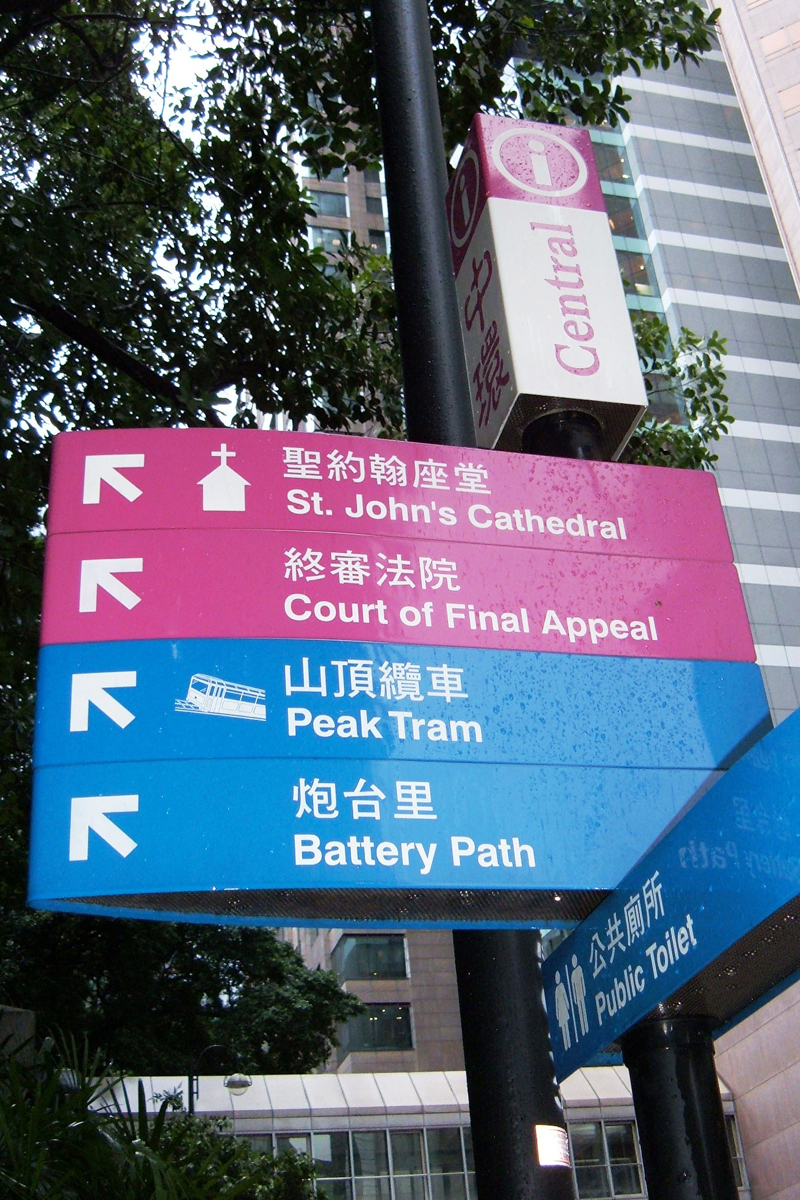 i
i
中環
Central
聖約翰座堂
St. John's Cathedral
終審法院
Court of Final Appeal
山頂纜車
Peak Tram
炮台里
Battery Path
公共廁所
Public Toilet